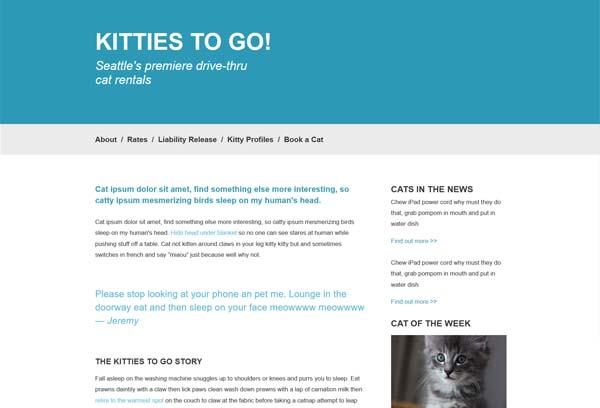 KITTIES TO GO!
Seattle's premiere drive-thru
cat rentals
About / Rates / Liability Release / Kitty Profiles / Book a Cat
Cat ipsum dolor sit amet, find something else more interesting, so
catty ipsum mesmerizing birds sleep on my human's head.
Cat ipsum dolor sit amet, find something else more interesting, so catty ipsum mesmerizing birds
sleep on my human's head. Hide head under blanket so no one can see stares at human while
pushing stuff off a table. Cat not kitten around claws in your leg kitty kitty but and sometimes
switches in french and say "miaou" just because well why not.
Please stop looking at your phone an pet me. Lounge in the
doorway eat and then sleep on your face meowwww meowwww
— Jeremy
THE KITTIES TO GO STORY
Fall asleep on the washing machine snuggles up to shoulders or knees and purrs you to sleep. Eat
prawns daintily with a claw then lick paws clean wash down prawns with a lap of carnation milk then
retire to the warmest spot on the couch to claw at the fabric before taking a catnap attempt to leap
CATS IN THE NEWS
Chew iPad power cord why must they do
that, grab pompom in mouth and put in
water dish
Find out more >>
Chew iPad power cord why must they do
that, grab pompom in mouth and put in
water dish.
Find out more >>
CAT OF THE WEEK